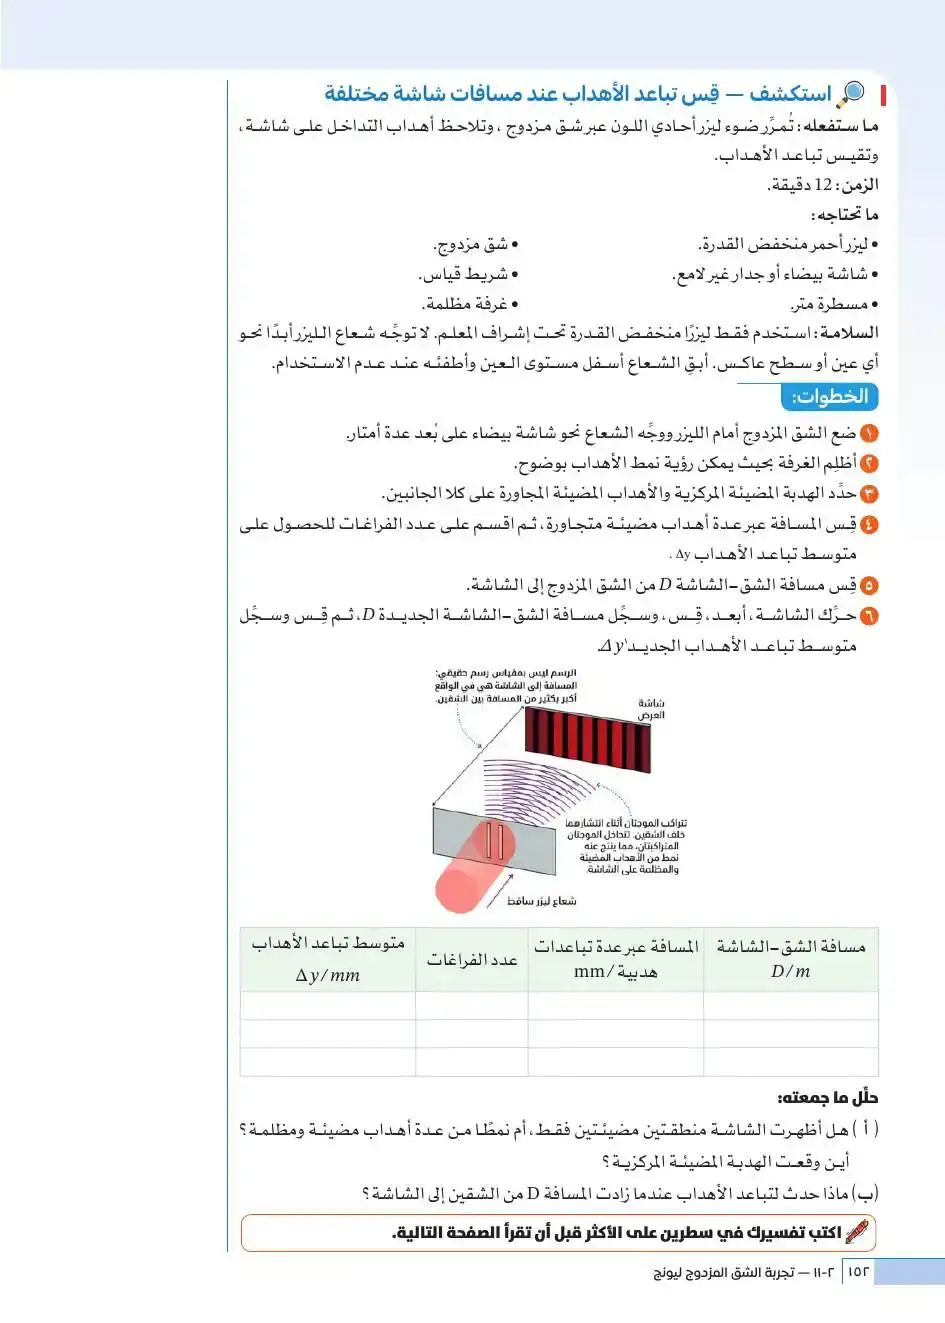 استكشف — قِس تباعد الأهداب عند مسافات شاشة مختلفة
ما ستفعله: تُمرِّر ضوء ليزر أحادي اللون عبر شق مزدوج، وتلاحظ أهداب التداخل على شاشة،
وتقيس تباعد الأهداب.
الزمن: 12 دقيقة.
ما تحتاجه:
• ليزر أحمر منخفض القدرة.
• شق مزدوج.
• شاشة بيضاء أو جدار غير لامع.
• شريط قياس.
• مسطرة متر.
• غرفة مظلمة.
السلامة: استخدم فقط ليزرًا منخفض القدرة تحت إشراف المعلم. لا توجِّه شعاع الليزر أبدًا نحو
أي عين أو سطح عاكس. أبقِ الشعاع أسفل مستوى العين وأطفئه عند عدم الاستخدام.
الخطوات:
١ ضع الشق المزدوج أمام الليزر ووجِّه الشعاع نحو شاشة بيضاء على بُعد عدة أمتار.
٢ أظلِم الغرفة بحيث يمكن رؤية نمط الأهداب بوضوح.
٣ حدِّد الهدبة المضيئة المركزية والأهداب المضيئة المجاورة على كلا الجانبين.
٤ قِس المسافة عبر عدة أهداب مضيئة متجاورة، ثم اقسم على عدد الفراغات للحصول على
متوسط تباعد الأهداب Δy .
٥ قِس مسافة الشق–الشاشة D من الشق المزدوج إلى الشاشة.
٦ حرِّك الشاشة، أبعد، قِس، وسجِّل مسافة الشق–الشاشة الجديدة D، ثم قِس وسجِّل
متوسط تباعد الأهداب الجديد Δy'.
الرسم ليس بمقياس رسم حقيقي:
المسافة إلى الشاشة هي في الواقع
أكبر بكثير من المسافة بين الشقين.
شاشة
العرض
تتراكب الموجتان أثناء انتشارهما
خلف الشقين. تتداخل الموجتان
المتراكبتان، مما ينتج عنه
نمط من الأهداب المضيئة
والمظلمة على الشاشة.
شعاع ليزر ساقط
مسافة الشق–الشاشة
D/m
المسافة عبر عدة تباعدات
هدبية /mm
عدد الفراغات
متوسط تباعد الأهداب
Δy/mm
حلِّل ما جمعته:
(أ) هل أظهرت الشاشة منطقتين مضيئتين فقط، أم نمطًا من عدة أهداب مضيئة ومظلمة؟
أين وقعت الهدبة المضيئة المركزية؟
(ب) ماذا حدث لتباعد الأهداب عندما زادت المسافة D من الشقين إلى الشاشة؟
اكتب تفسيرك في سطرين على الأكثر قبل أن تقرأ الصفحة التالية.
١٥٢ ٢-١١ — تجربة الشق المزدوج ليونج